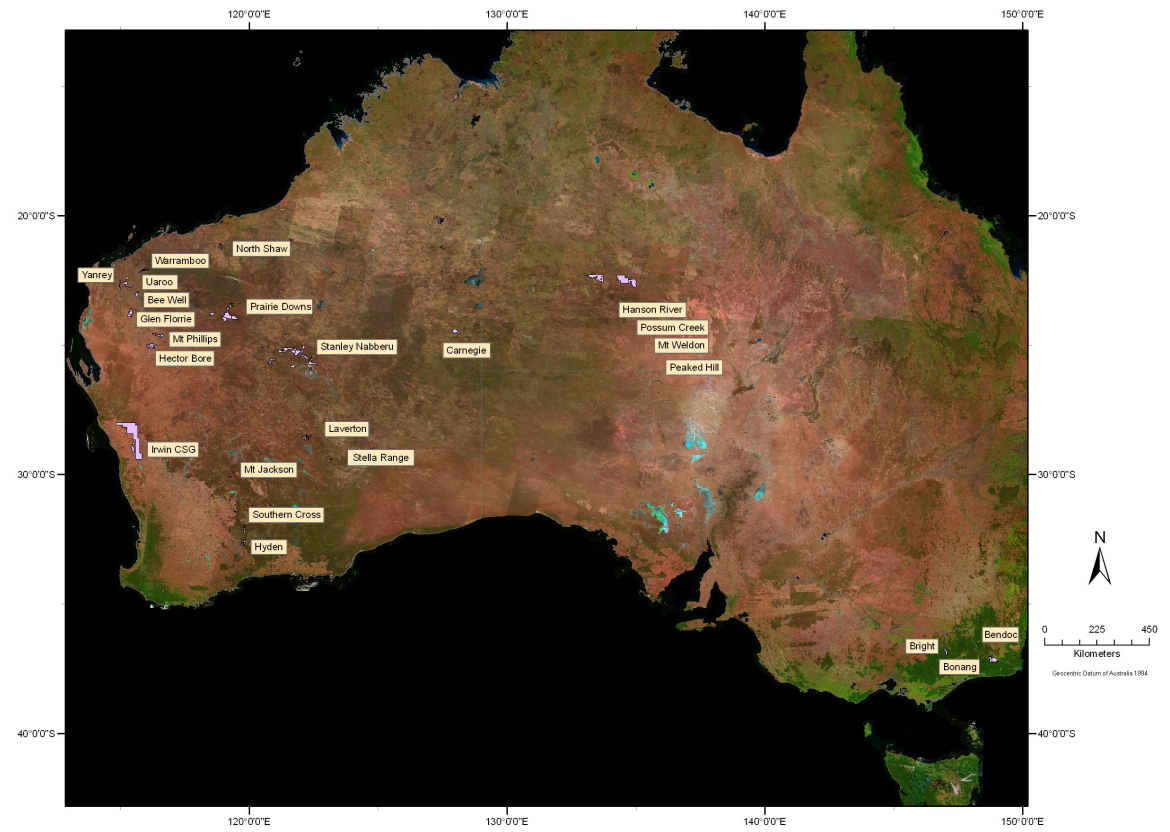 120°0'0"E 130°0'0"E 140°0'0"E 150°0'0"E
20°0'0"S 20°0'0"S
North Shaw
Warramboo
Yanrey
Uaroo
Bee Well
Prairie Downs
Glen Florrie
Hanson River
Mt Phillips
Possum Creek
Stanley Nabberu
Mt Weldon
Hector Bore
Carnegie
Peaked Hill
Laverton
Irwin CSG
Stella Range
Mt Jackson
30°0'0"S 30°0'0"S
Southern Cross
Hyden
N
0 225 450
Kilometers
Geocentric Datum of Australia 1994
Bendoc
Bright
Bonang
40°0'0"S 40°0'0"S
120°0'0"E 130°0'0"E 140°0'0"E 150°0'0"E